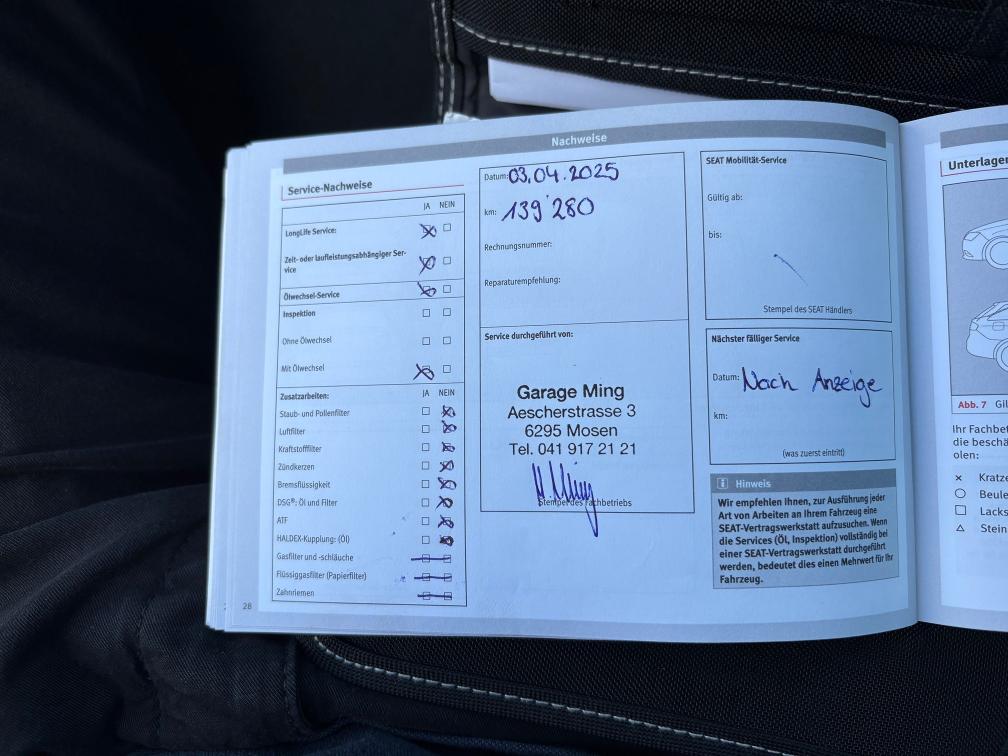 Nachweise
Service-Nachweise
JA NEIN
LongLife Service:
Zeit- oder laufleistungsabhängiger Ser-
vice
Ölwechsel-Service
Inspektion
Ohne Ölwechsel
Mit Ölwechsel
Zusatzarbeiten: JA NEIN
Staub- und Pollenfilter
Luftfilter
Kraftstofffilter
Zündkerzen
Bremsflüssigkeit
DSG®: Öl und Filter
ATF
HALDEX-Kupplung: (Öl)
Gasfilter und -schläuche
Flüssiggasfilter (Papierfilter)
Zahnriemen
28
Datum: 03.04.2025
km: 139'280
Rechnungsnummer:
Reparaturempfehlung:
Service durchgeführt von:
Garage Ming
Aescherstrasse 3
6295 Mosen
Tel. 041 917 21 21
Stempel des Fachbetriebs
SEAT Mobilität-Service
Gültig ab:
bis:
Stempel des SEAT Händlers
Nächster fälliger Service
Datum: Nach Anzeige
km:
(was zuerst eintritt)
Hinweis
Wir empfehlen Ihnen, zur Ausführung jeder
Art von Arbeiten an Ihrem Fahrzeug eine
SEAT-Vertragswerkstatt aufzusuchen. Wenn
die Services (Öl, Inspektion) vollständig bei
einer SEAT-Vertragswerkstatt durchgeführt
werden, bedeutet dies einen Mehrwert für Ihr
Fahrzeug.
Unterlagen
Abb. 7
Ihr Fachbet
die beschä
olen:
× Kratze
Beule
Lacks
Stein